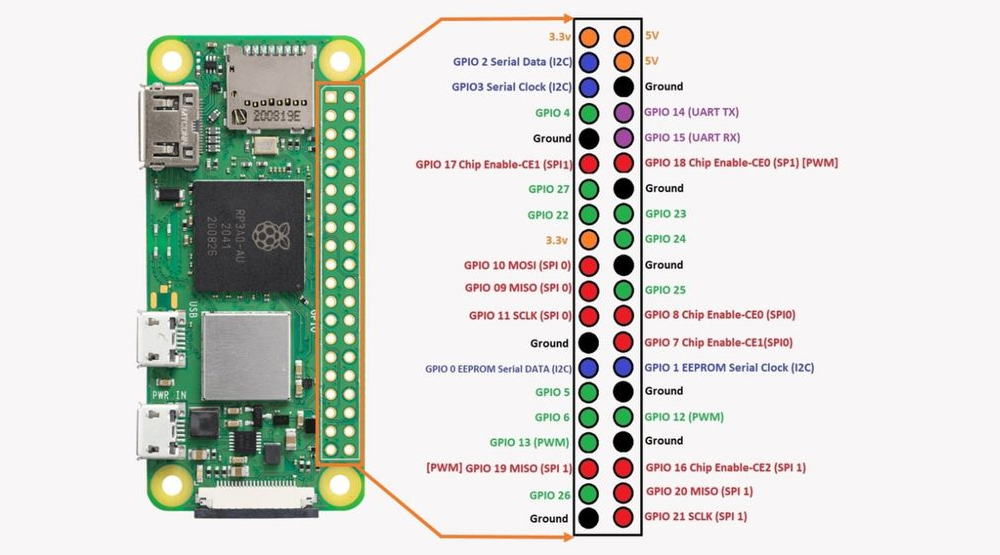 3.3v 5V
GPIO 2 Serial Data (I2C) 5V
GPIO3 Serial Clock (I2C) Ground
GPIO 4 GPIO 14 (UART TX)
Ground GPIO 15 (UART RX)
GPIO 17 Chip Enable-CE1 (SPI1) GPIO 18 Chip Enable-CE0 (SP1) [PWM]
GPIO 27 Ground
GPIO 22 GPIO 23
3.3v GPIO 24
GPIO 10 MOSI (SPI 0) Ground
GPIO 09 MISO (SPI 0) GPIO 25
GPIO 11 SCLK (SPI 0) GPIO 8 Chip Enable-CE0 (SPI0)
Ground GPIO 7 Chip Enable-CE1(SPI0)
GPIO 0 EEPROM Serial DATA (I2C) GPIO 1 EEPROM Serial Clock (I2C)
GPIO 5 Ground
GPIO 6 GPIO 12 (PWM)
GPIO 13 (PWM) Ground
[PWM] GPIO 19 MISO (SPI 1) GPIO 16 Chip Enable-CE2 (SPI 1)
GPIO 26 GPIO 20 MISO (SPI 1)
Ground GPIO 21 SCLK (SPI 1)
200819E
RP3A0-AU
2041
200826
USB
GPIO
PWR IN